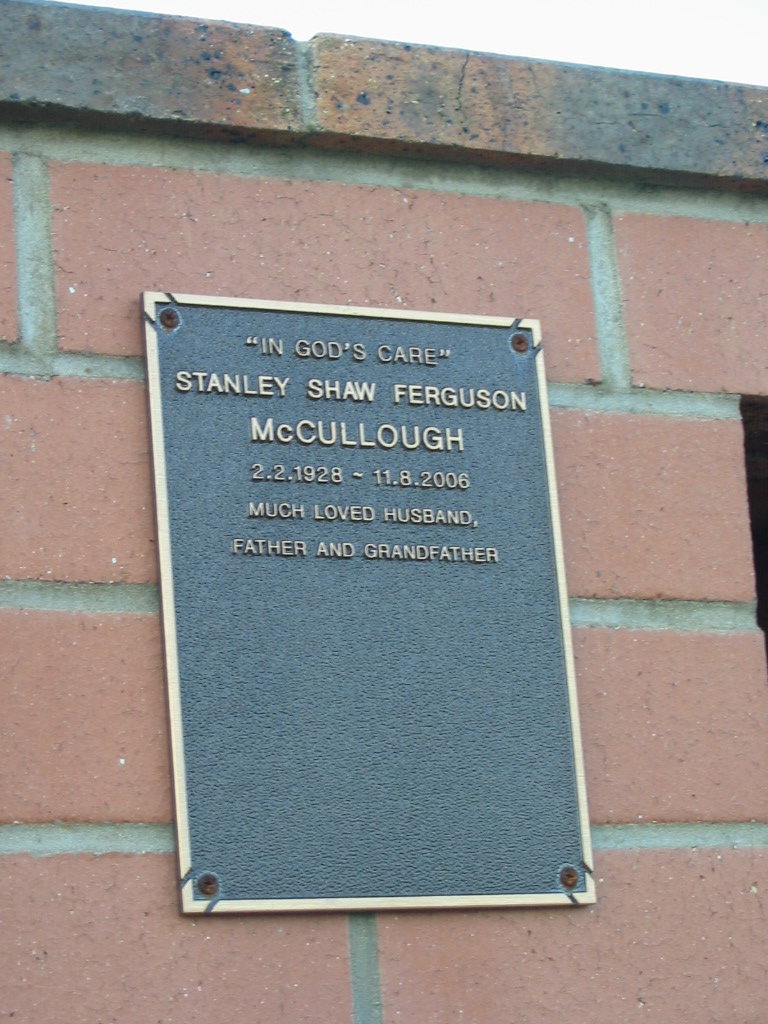 "IN GOD'S CARE"
STANLEY SHAW FERGUSON
McCULLOUGH
2.2.1928 ~ 11.8.2006
MUCH LOVED HUSBAND,
FATHER AND GRANDFATHER